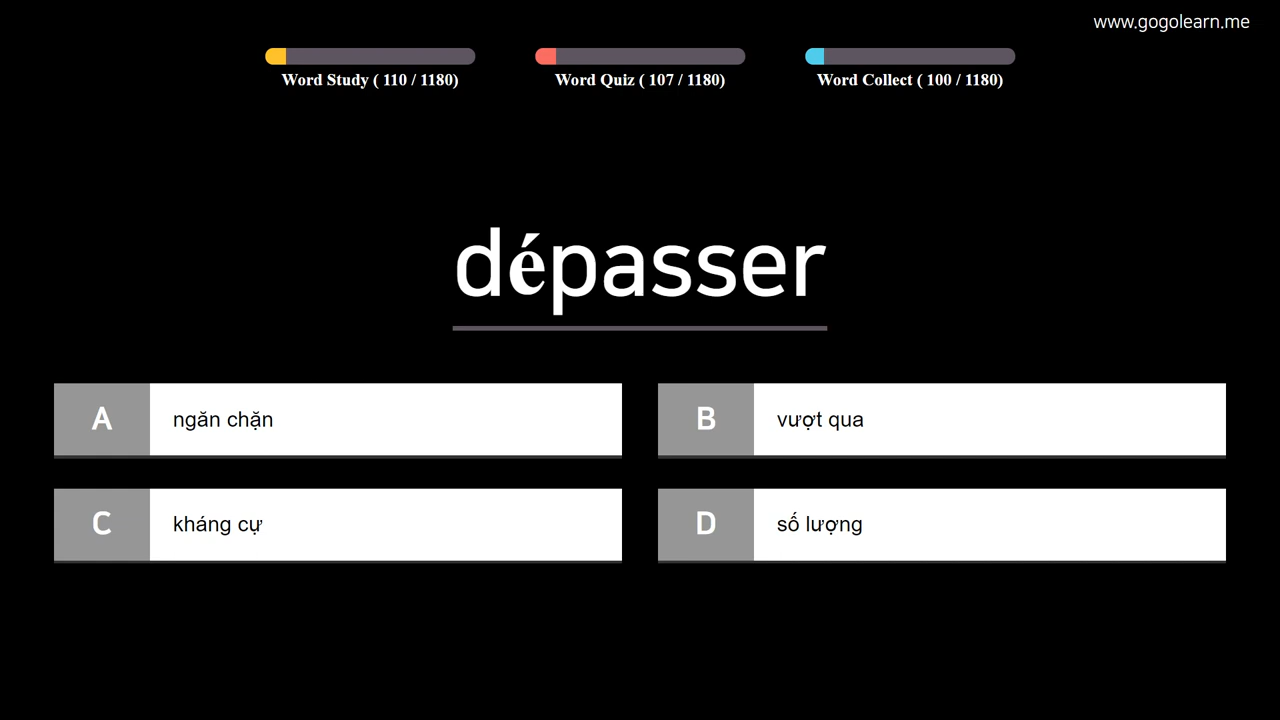 www.gogolearn.me
Word Study ( 110 / 1180)
Word Quiz ( 107 / 1180)
Word Collect ( 100 / 1180)
dépasser
A ngăn chặn
B vượt qua
C kháng cự
D số lượng